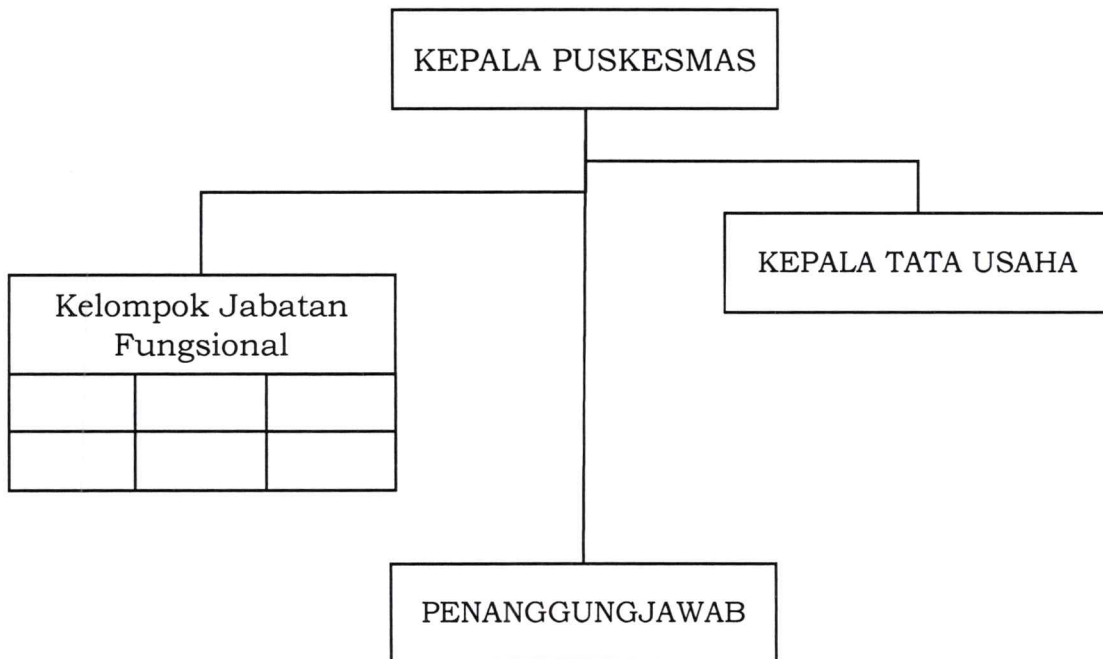 KEPALA PUSKESMAS
KEPALA TATA USAHA
Kelompok Jabatan
Fungsional
PENANGGUNGJAWAB